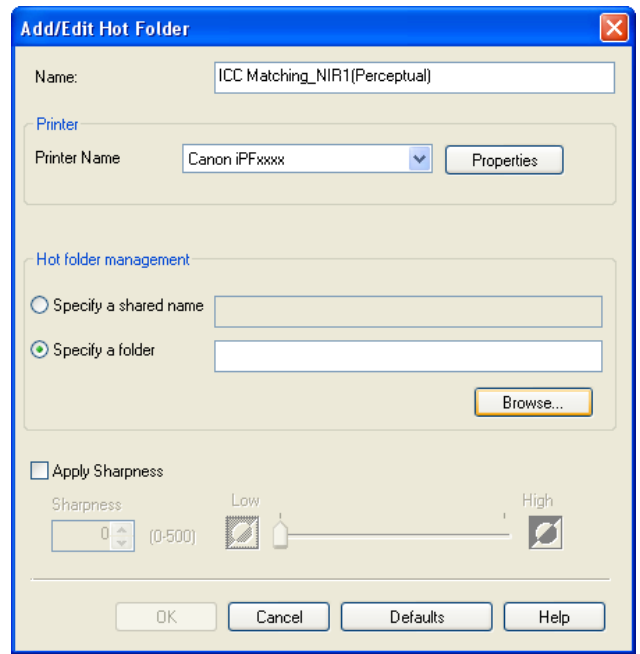 Add/Edit Hot Folder
Name: ICC Matching_NIR1(Perceptual)
Printer
Printer Name Canon iPFxxxx Properties
Hot folder management
Specify a shared name
Specify a folder
Browse...
Apply Sharpness
Sharpness Low High
0 (0-500)
OK Cancel Defaults Help